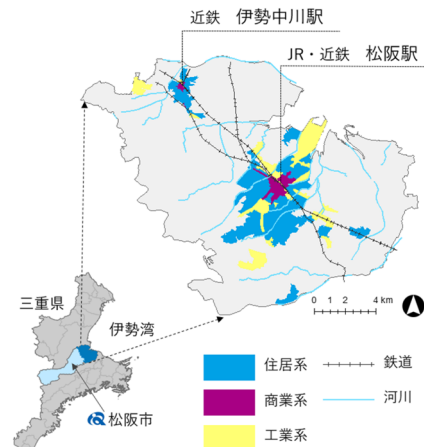 近鉄 伊勢中川駅
JR・近鉄 松阪駅
三重県
伊勢湾
松阪市
0 1 2 4 km
住居系
商業系
工業系
鉄道
河川